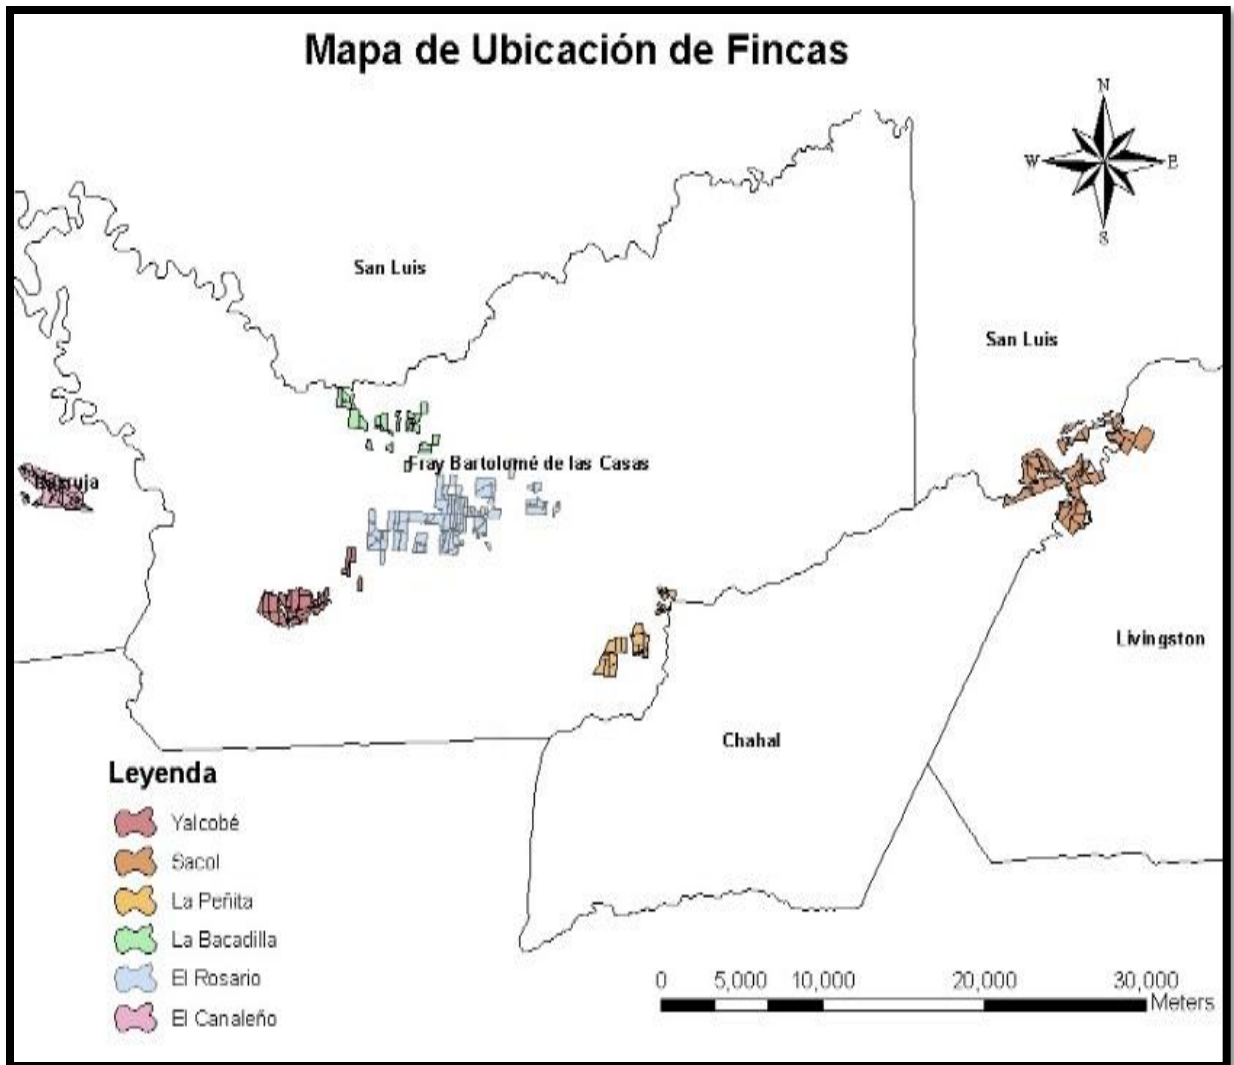 Mapa de Ubicación de Fincas
N
W E
S
San Luis
San Luis
Fray Bartolomé de las Casas
Livingston
Chahal
Leyenda
Yalcobé
Sacol
La Peñita
La Bacadilla
El Rosario
El Canaleño
0 5,000 10,000 20,000 30,000
Meters